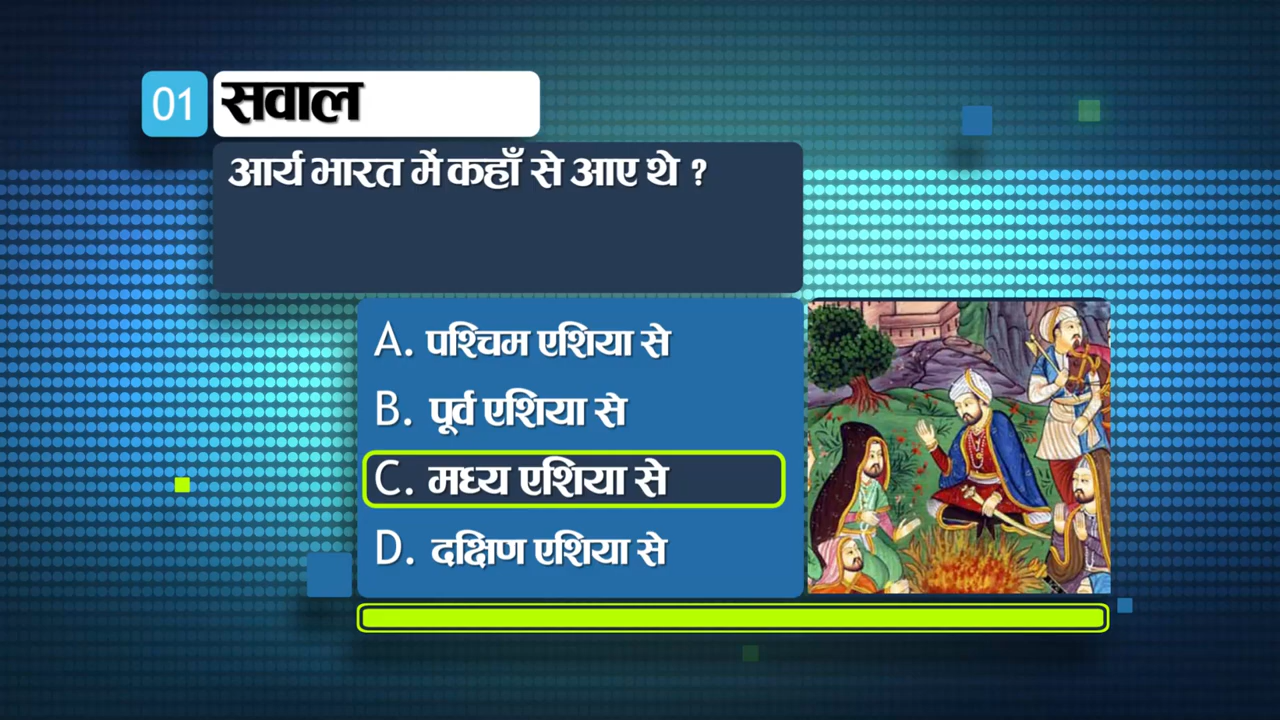 01 सवाल
आर्य भारत में कहाँ से आए थे ?
A. पश्चिम एशिया से
B. पूर्व एशिया से
C. मध्य एशिया से
D. दक्षिण एशिया से